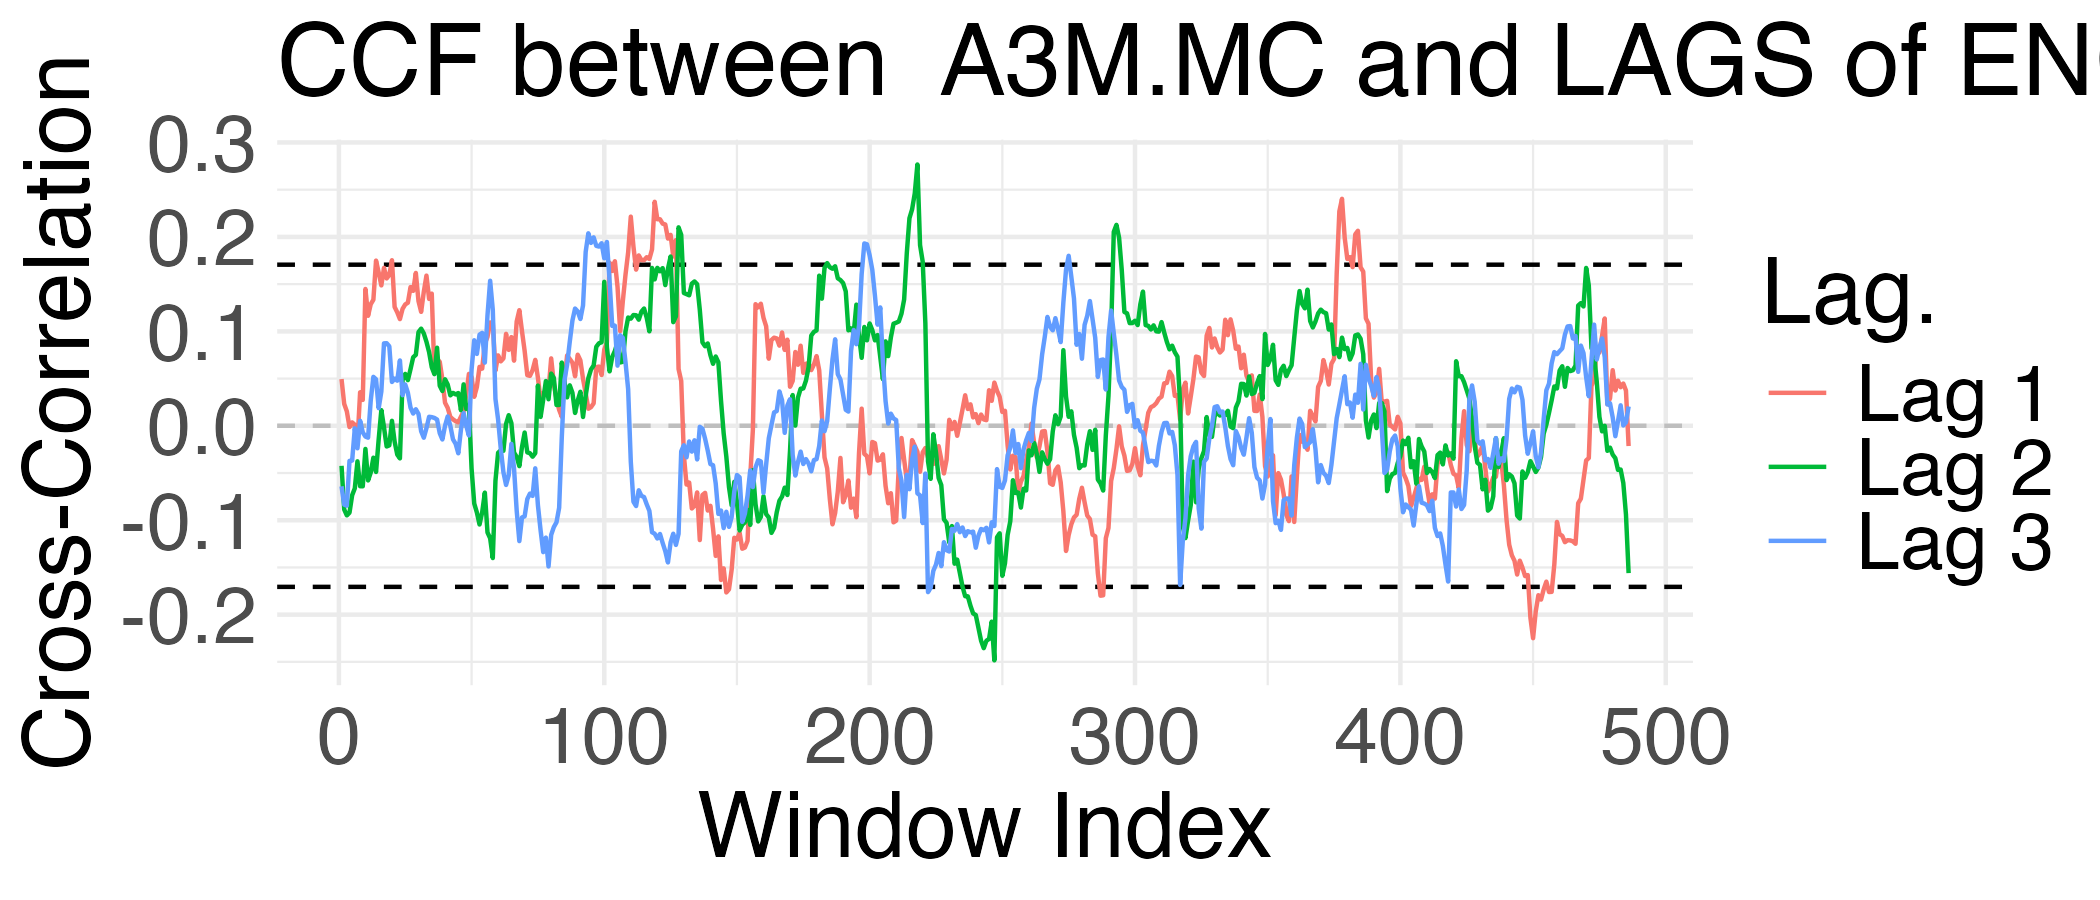 CCF between A3M.MC and LAGS of EN
Cross-Correlation
0.3
0.2
0.1
0.0
-0.1
-0.2
0
100
200
300
400
500
Window Index
Lag.
Lag 1
Lag 2
Lag 3